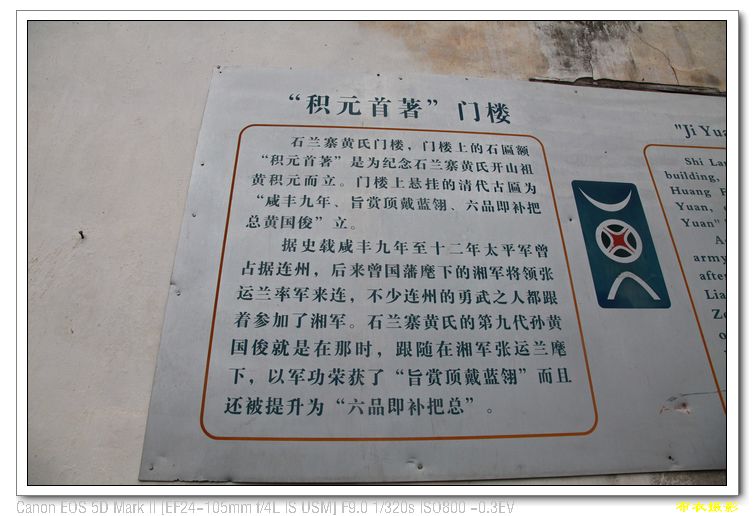 “积元首著”门楼
石兰寨黄氏门楼，门楼上的石匾额
“积元首著”是为纪念石兰寨黄氏开山祖
黄积元而立。门楼上悬挂的清代古匾为
“咸丰九年、旨赏顶戴蓝翎、六品即补把
总黄国俊”立。
据史载咸丰九年至十二年太平军曾
占据连州，后来曾国藩麾下的湘军将领张
运兰率军来连，不少连州的勇武之人都跟
着参加了湘军。石兰寨黄氏的第九代孙黄
国俊就是在那时，跟随在湘军张运兰麾
下，以军功荣获了“旨赏顶戴蓝翎”而且
还被提升为“六品即补把总”。
"Ji Yua
Shi Lan
building,
Huang F
Yuan,
Yuan"
A
army
after
Lia
Ze
o
Canon EOS 5D Mark II [EF24-105mm f/4L IS USM] F9.0 1/320s ISO800 -0.3EV
布衣摄影